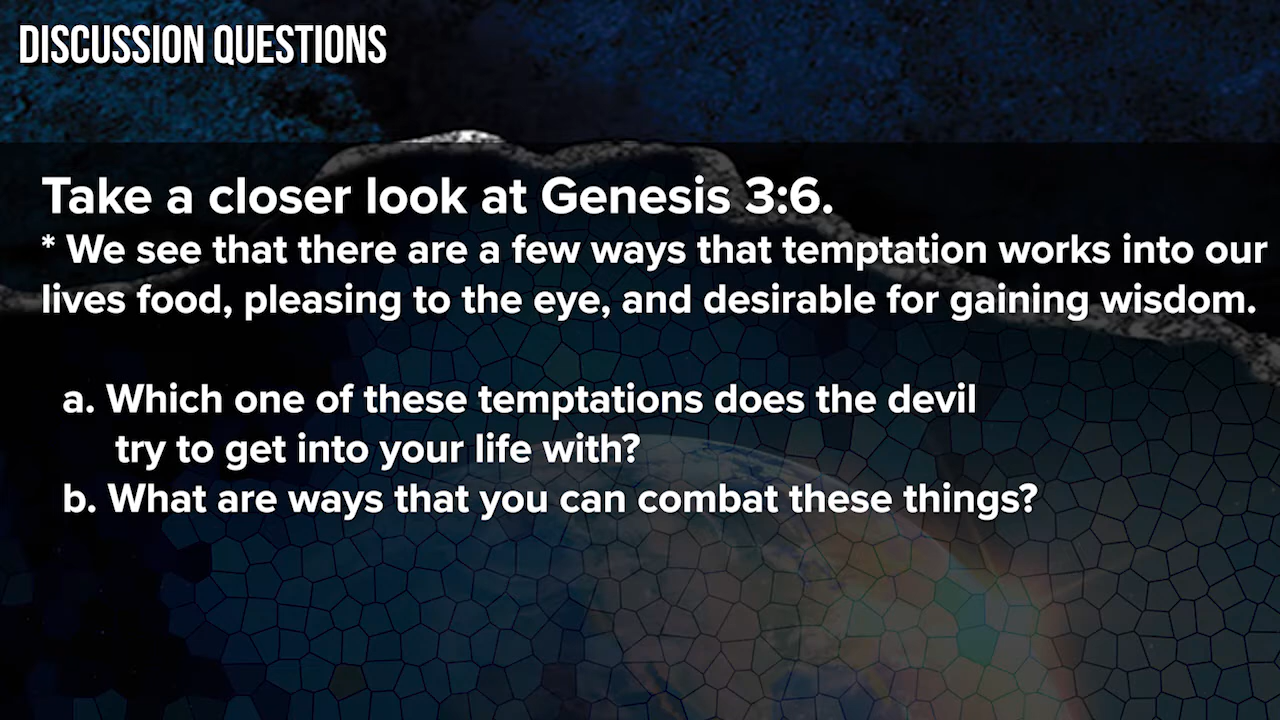 DISCUSSION QUESTIONS
Take a closer look at Genesis 3:6.
* We see that there are a few ways that temptation works into our
lives food, pleasing to the eye, and desirable for gaining wisdom.
a. Which one of these temptations does the devil
try to get into your life with?
b. What are ways that you can combat these things?